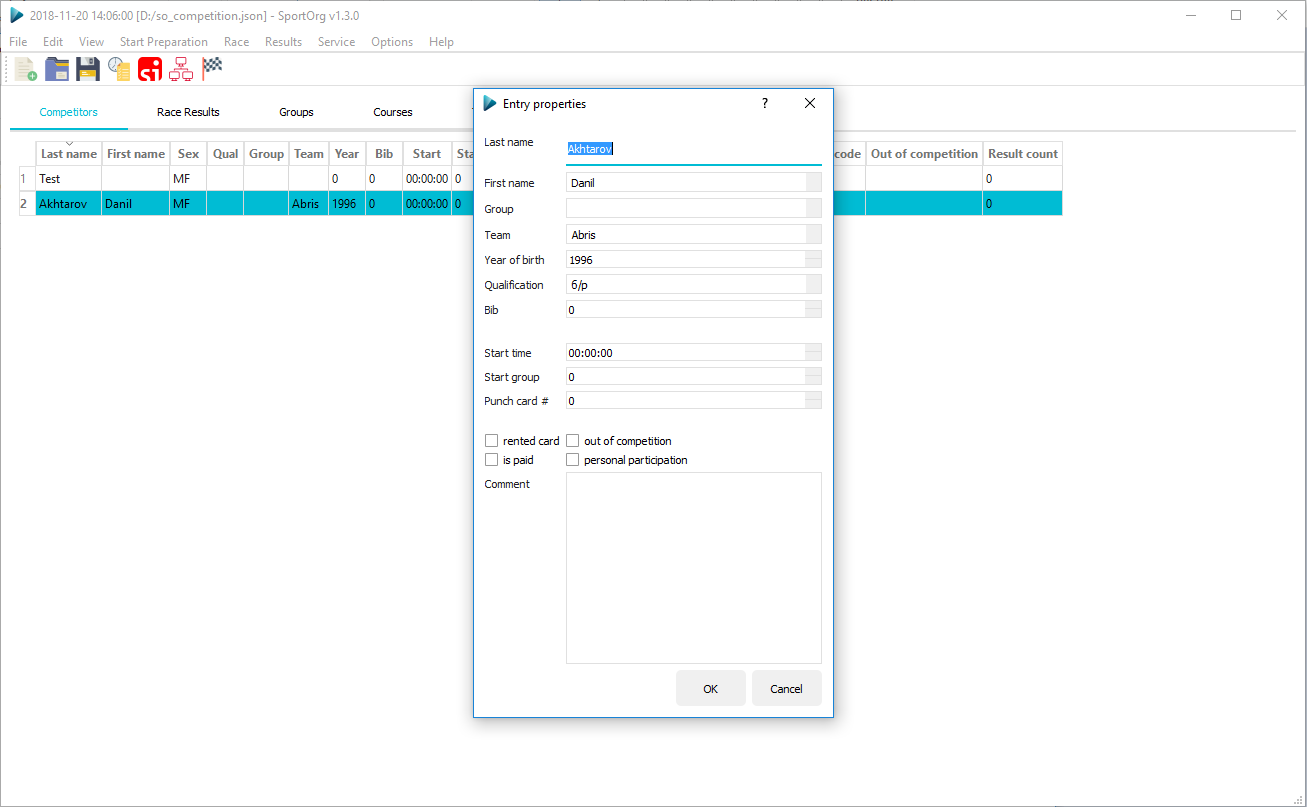 2018-11-20 14:06:00 [D:/so_competition.json] - SportOrg v1.3.0
File Edit View Start Preparation Race Results Service Options Help
si
Competitors Race Results Groups Courses
Last name First name Sex Qual Group Team Year Bib Start Sta code Out of competition Result count
1 Test MF 0 0 00:00:00 0 0
2 Akhtarov Danil MF Abris 1996 0 00:00:00 0 0
Entry properties ?
Last name Akhtarov
First name Danil
Group
Team Abris
Year of birth 1996
Qualification б/р
Bib 0
Start time 00:00:00
Start group 0
Punch card # 0
rented card out of competition
is paid personal participation
Comment
OK Cancel